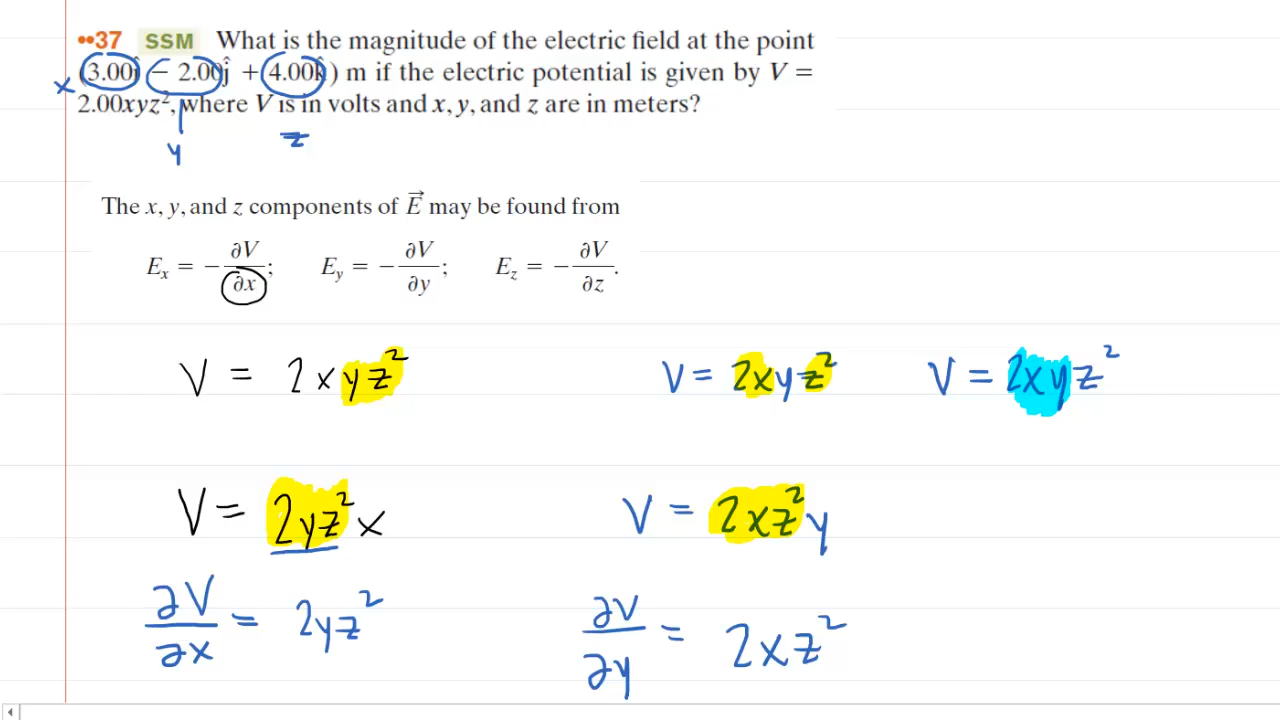 ••37 SSM What is the magnitude of the electric field at the point
x (3.00î − 2.00ĵ + 4.00k̂) m if the electric potential is given by V =
2.00xyz², where V is in volts and x, y, and z are in meters?
y z
The x, y, and z components of E⃗ may be found from
Eₓ = −∂V/∂x; E_y = −∂V/∂y; E_z = −∂V/∂z.
V = 2xyz² V = 2xyz² V = 2xyz²
V = 2yz²x V = 2xz²y
∂V/∂x = 2yz² ∂V/∂y = 2xz²